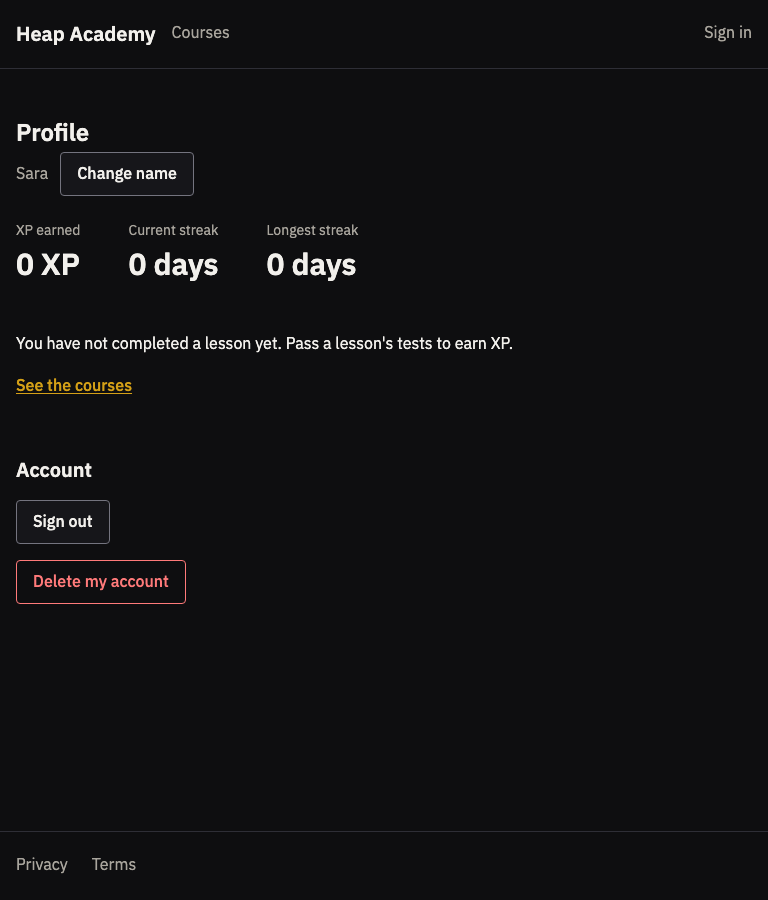 Heap Academy Courses Sign in
Profile
Sara Change name
XP earned Current streak Longest streak
0 XP 0 days 0 days
You have not completed a lesson yet. Pass a lesson's tests to earn XP.
See the courses
Account
Sign out
Delete my account
Privacy Terms